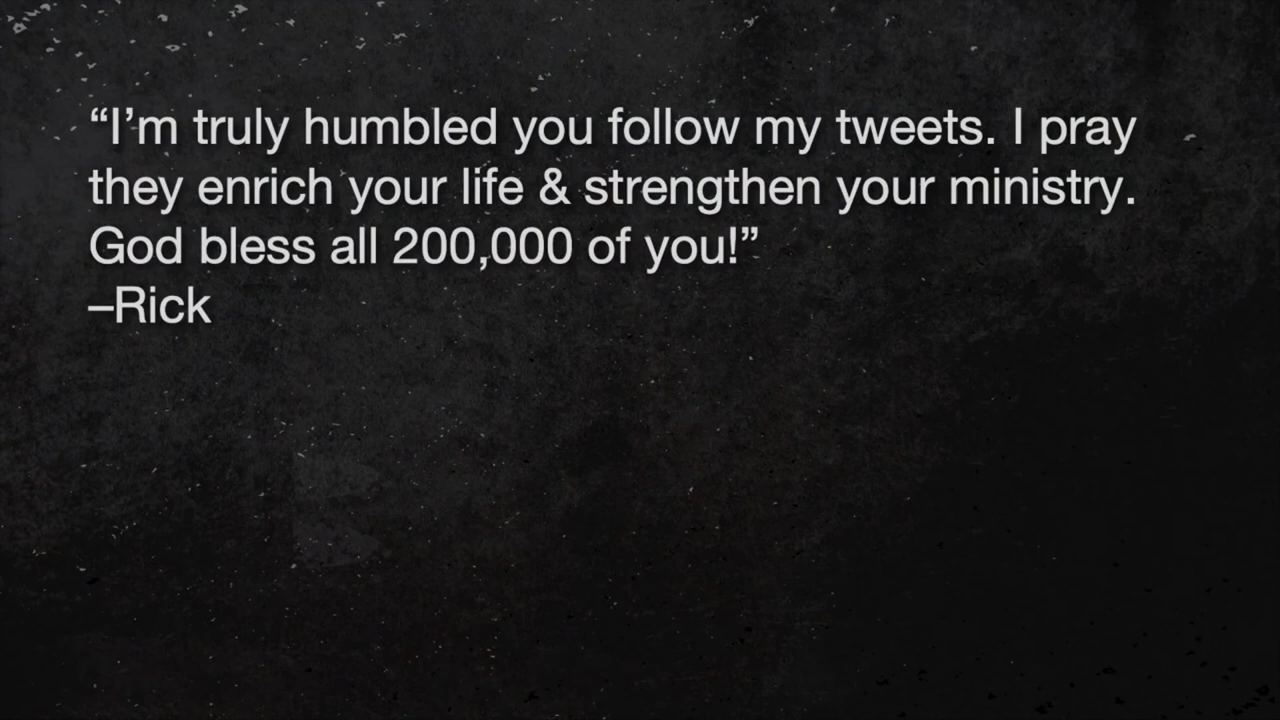 “I’m truly humbled you follow my tweets. I pray
they enrich your life & strengthen your ministry.
God bless all 200,000 of you!”
–Rick